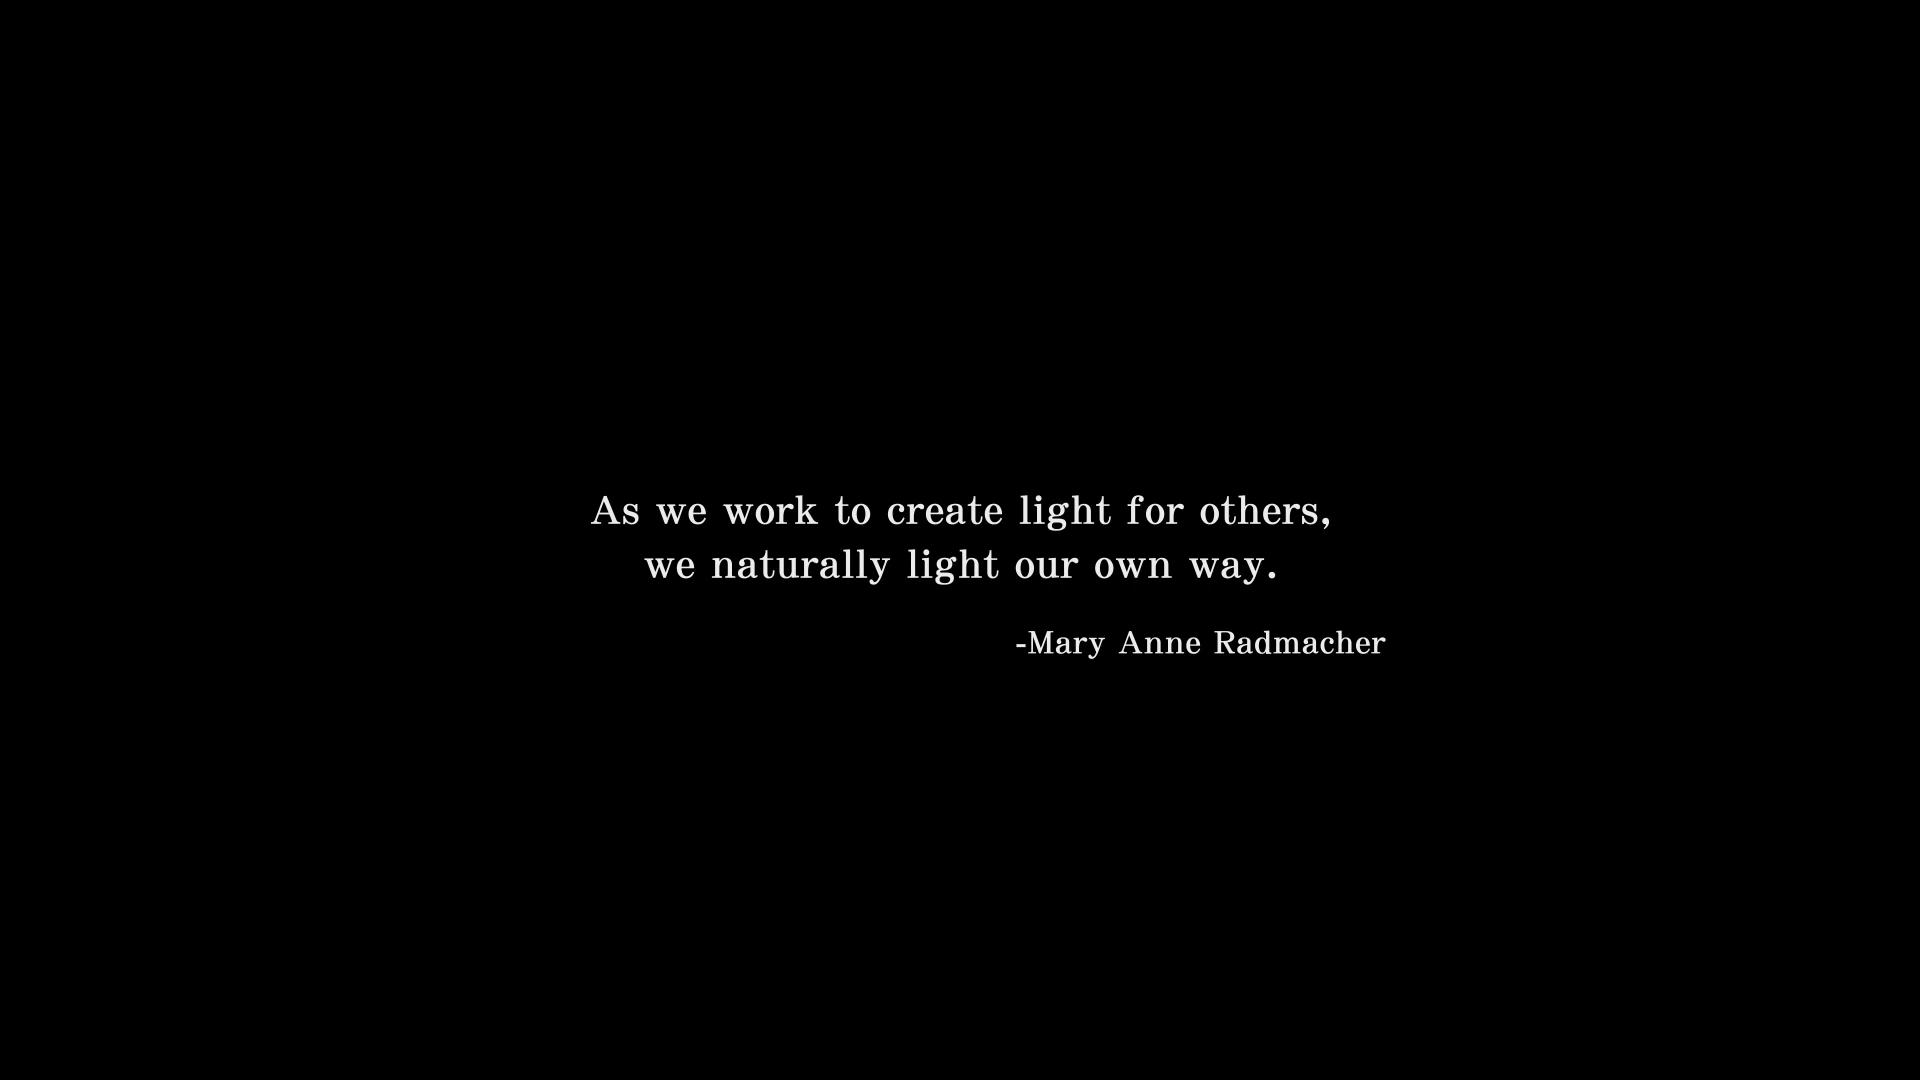 As we work to create light for others,
we naturally light our own way.
-Mary Anne Radmacher